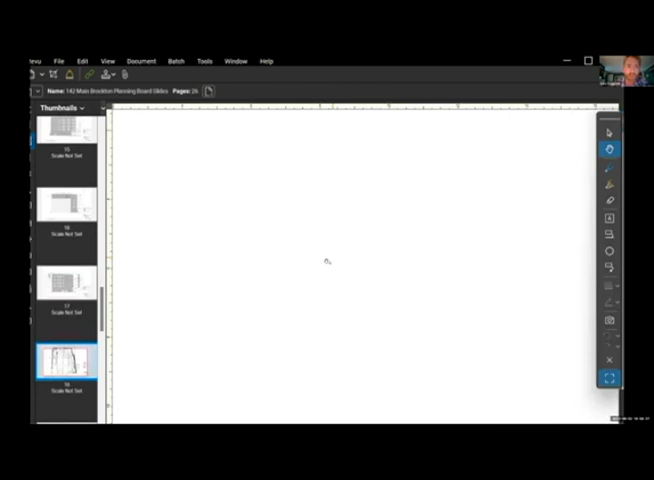 evu File Edit View Document Batch Tools Window Help
Name: 142 Main Brockton Planning Board Slides Pages: 26
Thumbnails
15
Scale Not Set
16
Scale Not Set
17
Scale Not Set
18
Scale Not Set